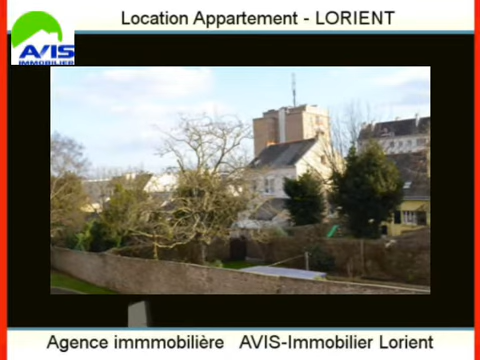 Location Appartement - LORIENT
AVIS
IMMOBILIER
Agence immmobilière AVIS-Immobilier Lorient